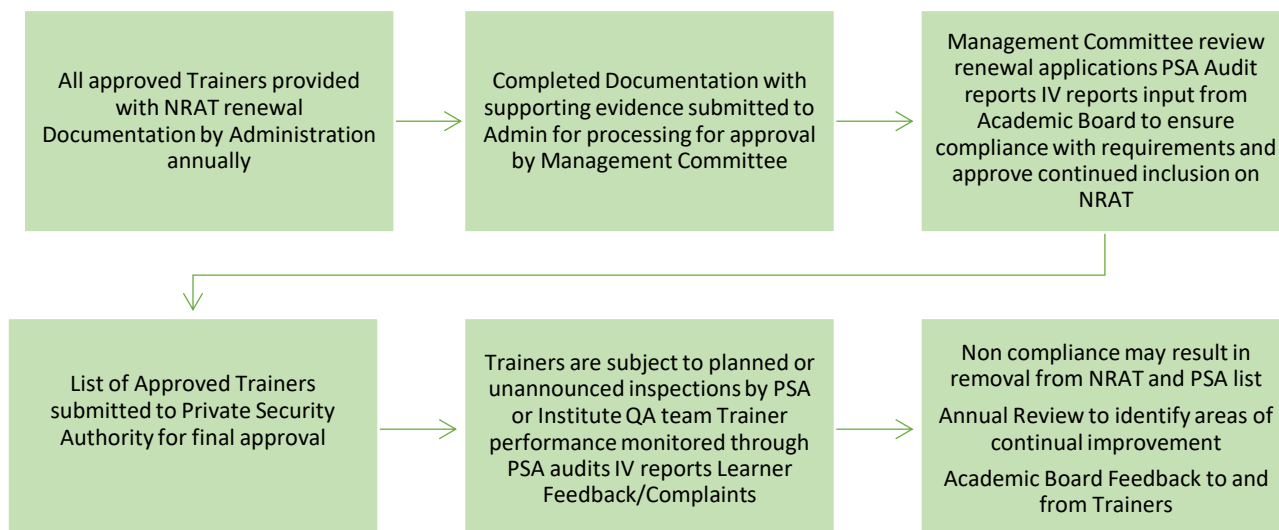 All approved Trainers provided
with NRAT renewal
Documentation by Administration
annually
Completed Documentation with
supporting evidence submitted to
Admin for processing for approval
by Management Committee
Management Committee review
renewal applications PSA Audit
reports IV reports input from
Academic Board to ensure
compliance with requirements and
approve continued inclusion on
NRAT
List of Approved Trainers
submitted to Private Security
Authority for final approval
Trainers are subject to planned or
unannounced inspections by PSA
or Institute QA team Trainer
performance monitored through
PSA audits IV reports Learner
Feedback/Complaints
Non compliance may result in
removal from NRAT and PSA list
Annual Review to identify areas of
continual improvement
Academic Board Feedback to and
from Trainers